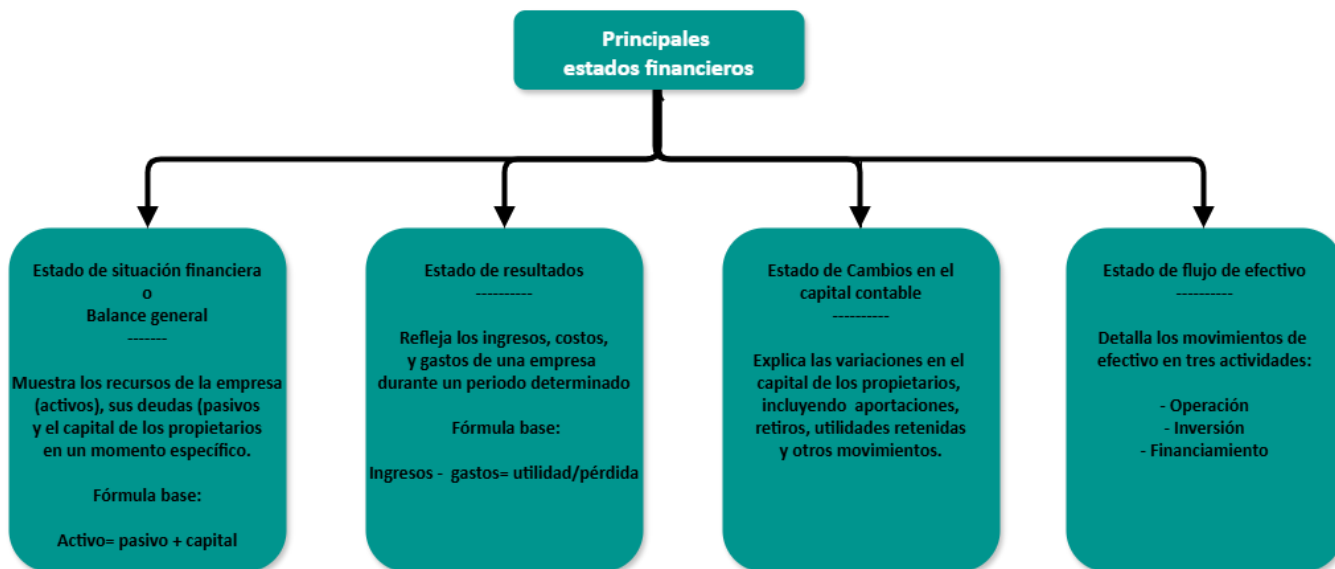 Principales
estados financieros
Estado de situación financiera
o
Balance general
-------
Muestra los recursos de la empresa
(activos), sus deudas (pasivos
y el capital de los propietarios
en un momento específico.
Fórmula base:
Activo= pasivo + capital
Estado de resultados
----------
Refleja los ingresos, costos,
y gastos de una empresa
durante un periodo determinado
Fórmula base:
Ingresos - gastos= utilidad/pérdida
Estado de Cambios en el
capital contable
----------
Explica las variaciones en el
capital de los propietarios,
incluyendo aportaciones,
retiros, utilidades retenidas
y otros movimientos.
Estado de flujo de efectivo
----------
Detalla los movimientos de
efectivo en tres actividades:
- Operación
- Inversión
- Financiamiento